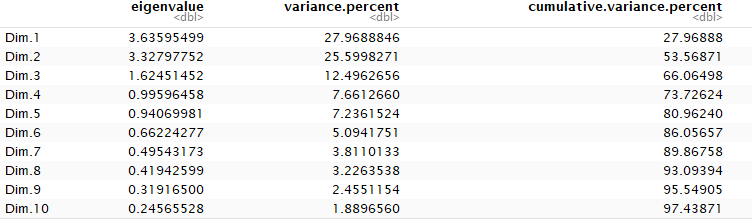 eigenvalue variance.percent cumulative.variance.percent
<dbl> <dbl> <dbl>
Dim.1 3.63595499 27.9688846 27.96888
Dim.2 3.32797752 25.5998271 53.56871
Dim.3 1.62451452 12.4962656 66.06498
Dim.4 0.99596458 7.6612660 73.72624
Dim.5 0.94069981 7.2361524 80.96240
Dim.6 0.66224277 5.0941751 86.05657
Dim.7 0.49543173 3.8110133 89.86758
Dim.8 0.41942599 3.2263538 93.09394
Dim.9 0.31916500 2.4551154 95.54905
Dim.10 0.24565528 1.8896560 97.43871